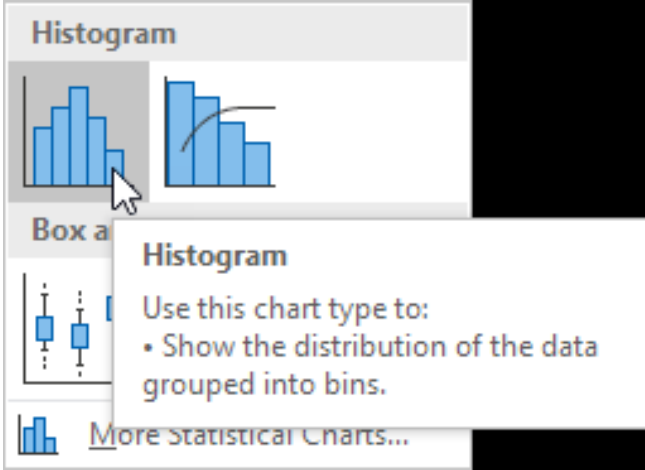 Histogram
Box a
Histogram
Use this chart type to:
• Show the distribution of the data
grouped into bins.
More Statistical Charts...